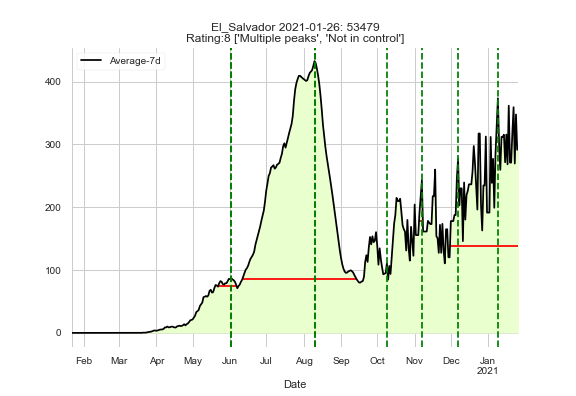 El_Salvador 2021-01-26: 53479
Rating:8 ['Multiple peaks', 'Not in control']
Average-7d
400
300
200
100
0
Feb Mar Apr May Jun Jul Aug Sep Oct Nov Dec Jan
2021
Date